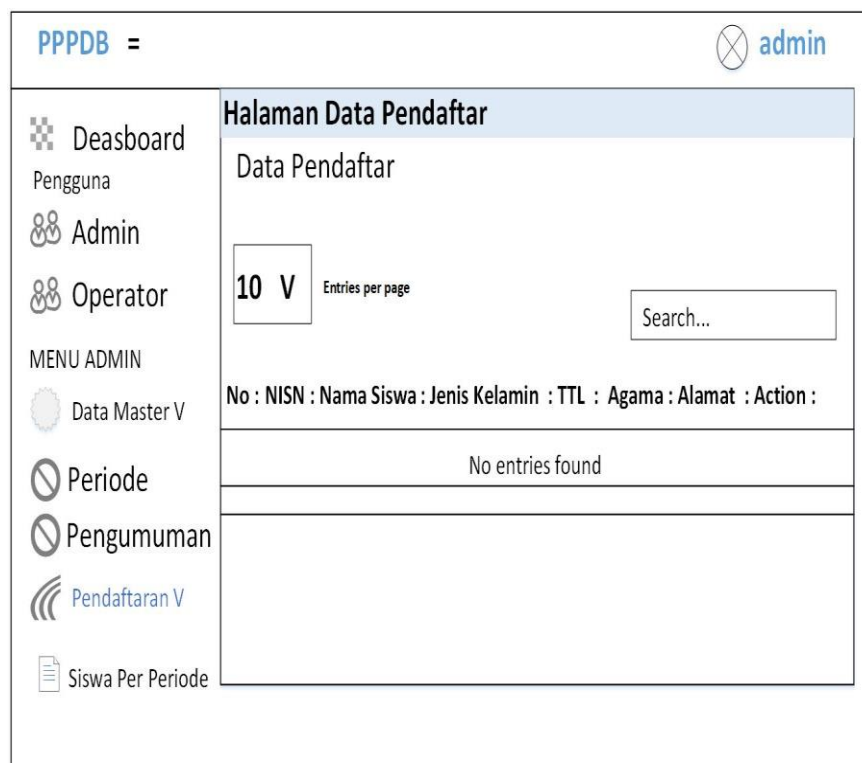 PPPDB =
admin
Deasboard
Pengguna
Admin
Operator
MENU ADMIN
Data Master V
Periode
Pengumuman
Pendaftaran V
Siswa Per Periode
Halaman Data Pendaftar
Data Pendaftar
10 V Entries per page
Search...
No : NISN : Nama Siswa : Jenis Kelamin : TTL : Agama : Alamat : Action :
No entries found